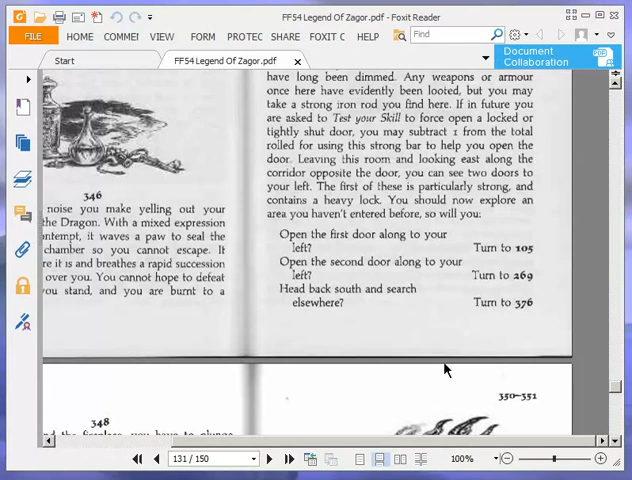 FF54 Legend Of Zagor.pdf - Foxit Reader
FILE HOME COMMEI VIEW FORM PROTEC SHARE FOXIT C HELP Find
Start FF54 Legend Of Zagor.pdf Document
Collaboration
346
noise you make yelling out your
the Dragon. With a mixed expression
ontempt, it waves a paw to seal the
chamber so you cannot escape. It
re it is and breathes a rapid succession
over you. You cannot hope to defeat
ou stand, and you are burnt to a
have long been dimmed. Any weapons or armour
once here have evidently been looted, but you may
take a strong iron rod you find here. If in future you
are asked to Test your Skill to force open a locked or
tightly shut door, you may subtract 1 from the total
rolled for using this strong bar to help you open the
door. Leaving this room and looking east along the
corridor opposite the door, you can see two doors to
your left. The first of these is particularly strong, and
contains a heavy lock. You should now explore an
area you haven't entered before, so will you:
Open the first door along to your
left? Turn to 105
Open the second door along to your
left? Turn to 269
Head back south and search
elsewhere? Turn to 376
348
350-351
131 / 150 100%